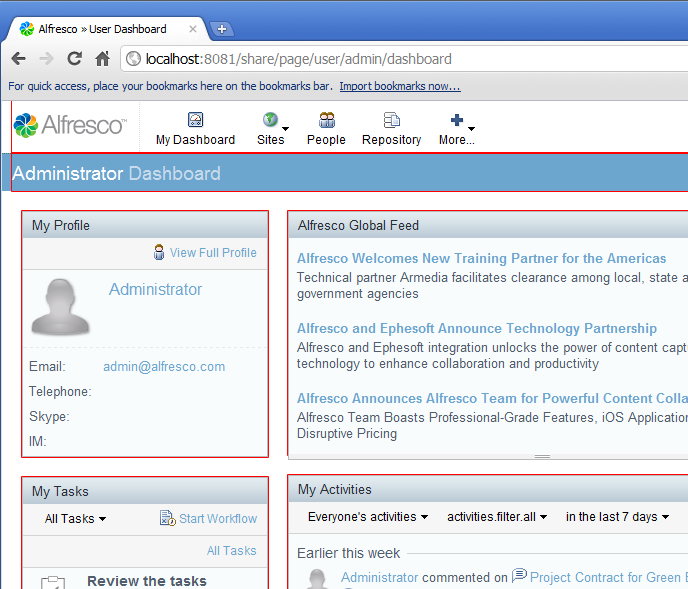 Alfresco » User Dashboard
localhost:8081/share/page/user/admin/dashboard
For quick access, place your bookmarks here on the bookmarks bar. Import bookmarks now...
Alfresco™
My Dashboard Sites People Repository More...
Administrator Dashboard
My Profile
View Full Profile
Administrator
Email: admin@alfresco.com
Telephone:
Skype:
IM:
Alfresco Global Feed
Alfresco Welcomes New Training Partner for the Americas
Technical partner Armedia facilitates clearance among local, state a
government agencies
Alfresco and Ephesoft Announce Technology Partnership
Alfresco and Ephesoft integration unlocks the power of content capt
technology to enhance collaboration and productivity
Alfresco Announces Alfresco Team for Powerful Content Colla
Alfresco Team Boasts Professional-Grade Features, iOS Application
Disruptive Pricing
My Tasks
All Tasks Start Workflow
All Tasks
Review the tasks
My Activities
Everyone's activities activities.filter.all in the last 7 days
Earlier this week
Administrator commented on Project Contract for Green E